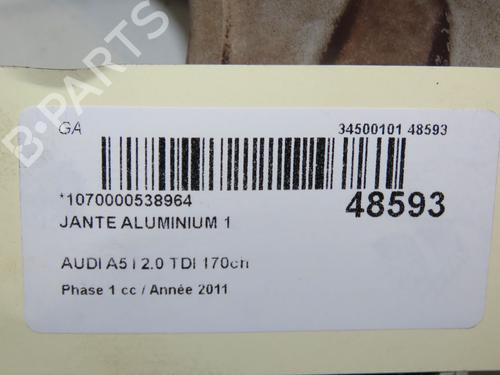 GA 34500101 48593
*1070000538964 48593
JANTE ALUMINIUM 1
AUDI A5 I 2.0 TDI 170ch
Phase 1 cc / Année 2011
B-PARTS